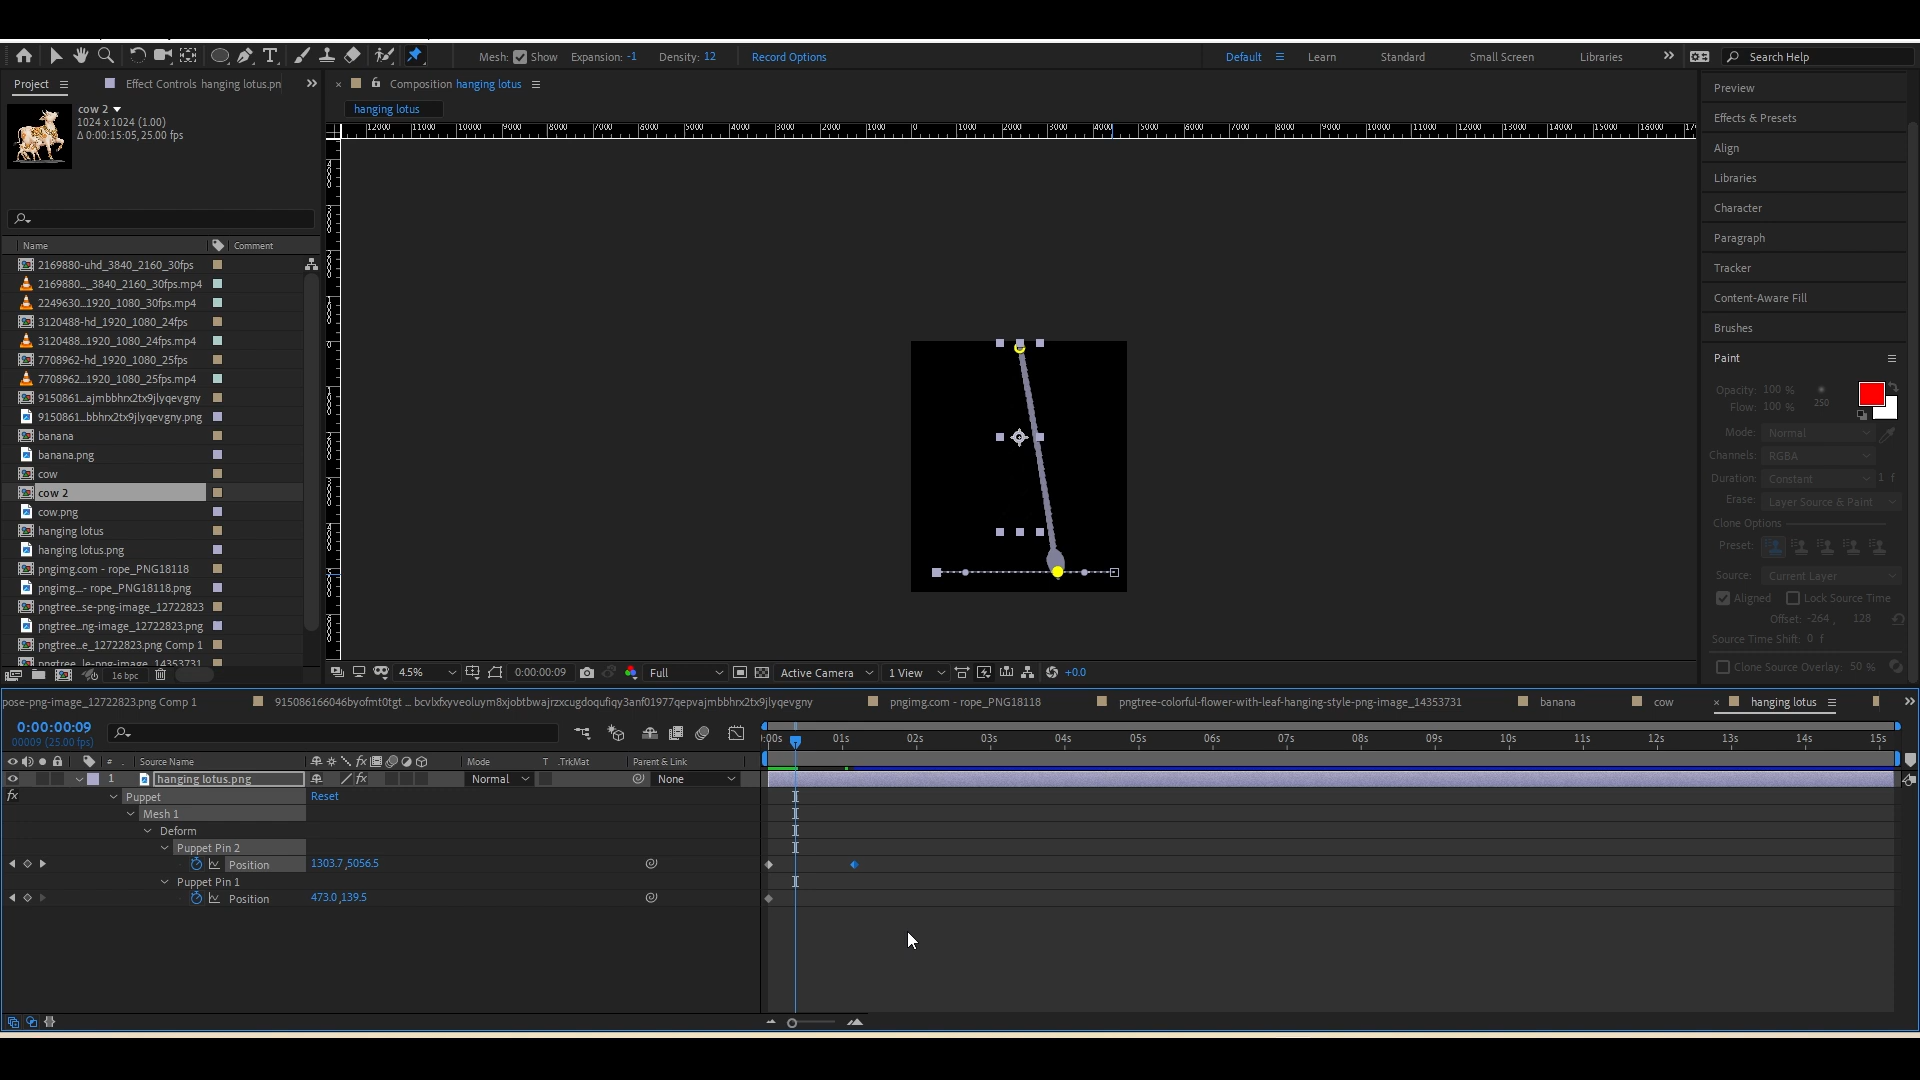 Mesh: Show Expansion: -1 Density: 12 Record Options Default Learn Standard Small Screen Libraries Search Help
Project Effect Controls hanging lotus.pn Composition hanging lotus
hanging lotus
cow 2
1024 x 1024 (1.00)
Δ 0:00:15:05, 25.00 fps
Name Comment
2169880-uhd_3840_2160_30fps
2169880..._3840_2160_30fps.mp4
2249630...1920_1080_30fps.mp4
3120488-hd_1920_1080_24fps
3120488...1920_1080_24fps.mp4
7708962-hd_1920_1080_25fps
7708962...1920_1080_25fps.mp4
9150861...ajmbbhrx2tx9jlyqevgny
9150861...bbhrx2tx9jlyqevgny.png
banana
banana.png
cow
cow 2
cow.png
hanging lotus
hanging lotus.png
pngimg.com - rope_PNG18118
pngimg...- rope_PNG18118.png
pngtree...se-png-image_12722823
pngtree...ng-image_12722823.png
pngtree...e_12722823.png Comp 1
pngtree...le-png-image_14353731
16 bpc
4.5% 0:00:00:09 Full Active Camera 1 View +0.0
Preview
Effects & Presets
Align
Libraries
Character
Paragraph
Tracker
Content-Aware Fill
Brushes
Paint
Opacity: 100 %
Flow: 100 % 250
Mode: Normal
Channels: RGBA
Duration: Constant 1 f
Erase: Layer Source & Paint
Clone Options
Preset:
Source: Current Layer
Aligned Lock Source Time
Offset: -264, 128
Source Time Shift: 0 f
Clone Source Overlay: 50 %
pose-png-image_12722823.png Comp 1 pngimg.com - rope_PNG18118 pngtree-colorful-flower-with-leaf-hanging-style-png-image_14353731 banana cow hanging lotus
0:00:00:09
00009 (25.00 fps)
:00s 01s 02s 03s 04s 05s 06s 07s 08s 09s 10s 11s 12s 13s 14s 15s
# Source Name Mode T .TrkMat Parent & Link
1 hanging lotus.png Normal None
fx Puppet Reset
Mesh 1
Deform
Puppet Pin 2
Position 1303.7,5056.5
Puppet Pin 1
Position 473.0,139.5